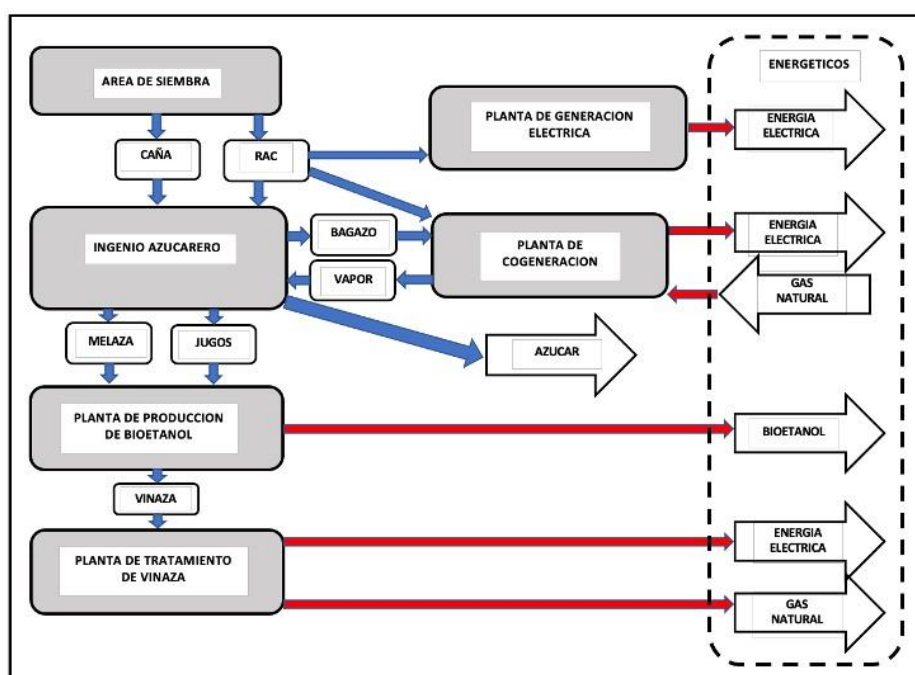 ENERGETICOS
AREA DE SIEMBRA
PLANTA DE GENERACION
ELECTRICA
ENERGIA
ELECTRICA
CAÑA
RAC
INGENIO AZUCARERO
BAGAZO
VAPOR
PLANTA DE
COGENERACION
ENERGIA
ELECTRICA
GAS
NATURAL
MELAZA
JUGOS
AZUCAR
PLANTA DE PRODUCCION
DE BIOETANOL
BIOETANOL
VINAZA
PLANTA DE TRATAMIENTO
DE VINAZA
ENERGIA
ELECTRICA
GAS
NATURAL